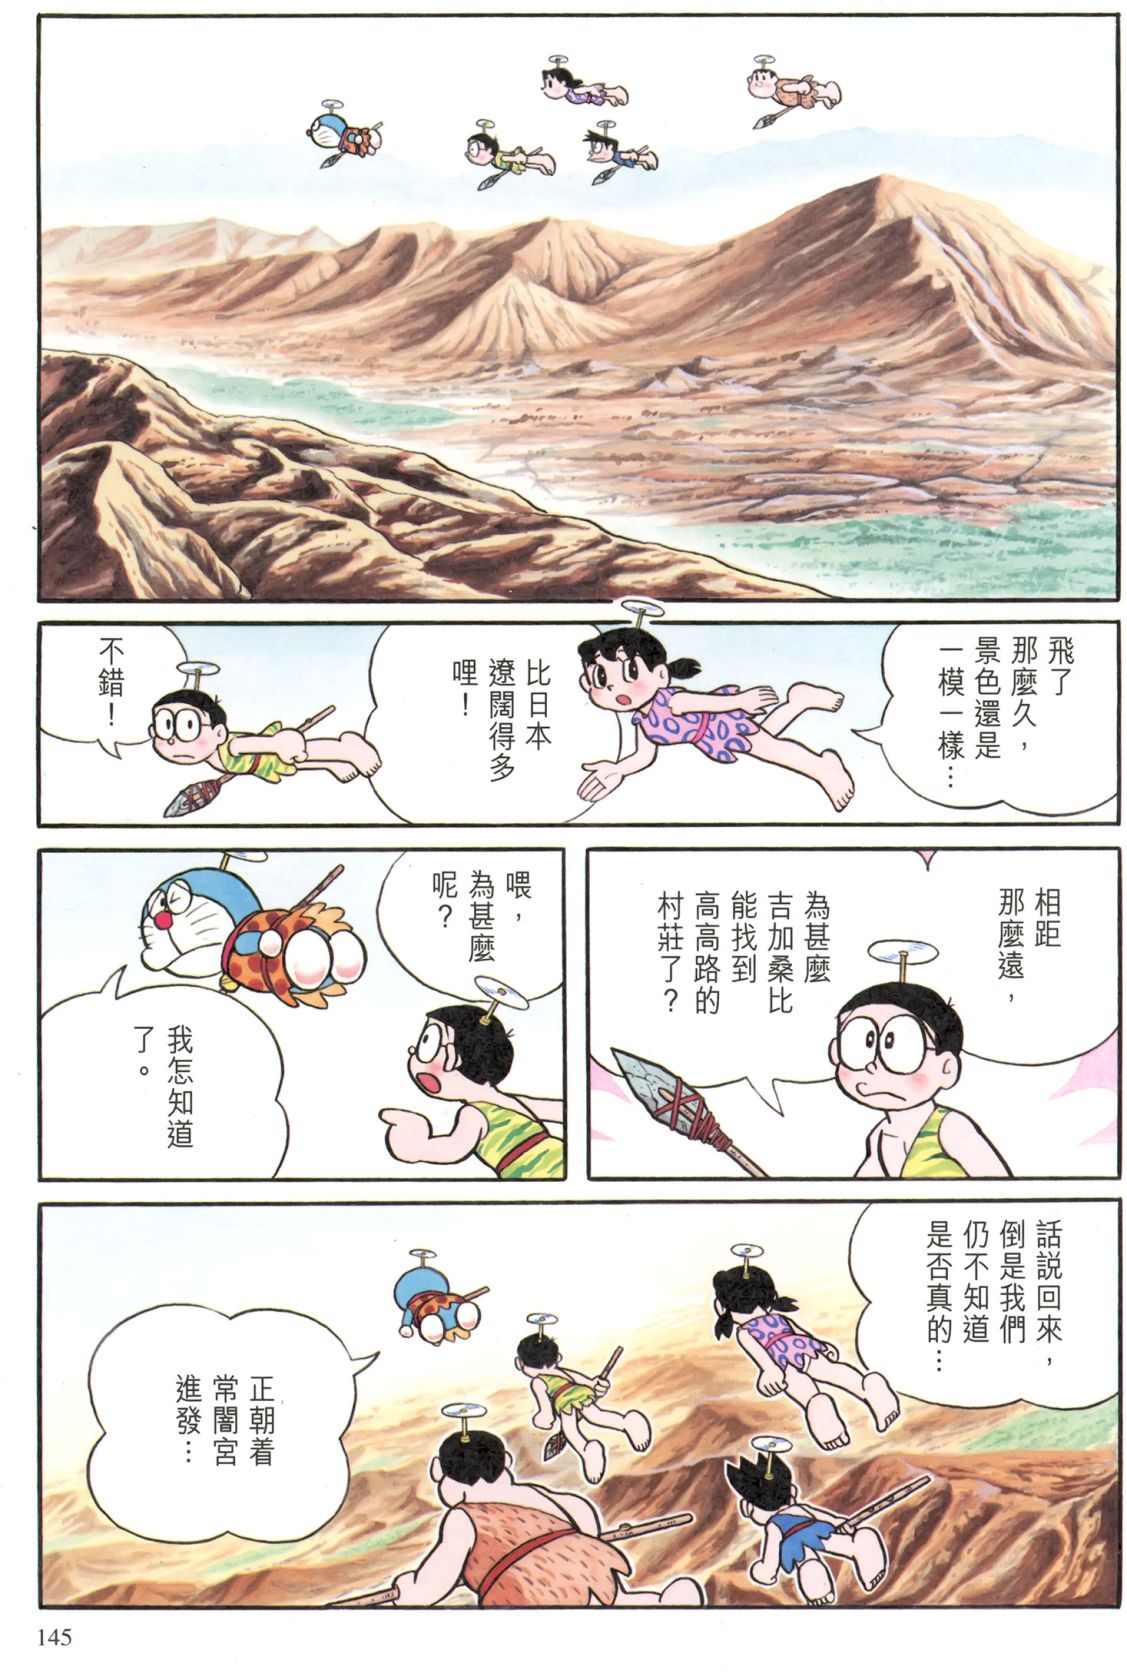 飛了
那麼久，
景色還是
一模一樣…
比日本
遼闊得多
哩！
不錯！
相距
那麼遠，
為甚麼
吉加桑比
能找到
高高路的
村莊了？
喂，
為甚麼
呢？
我怎知道
了。
話說回來，
倒是我們
仍不知道
是否真的…
正朝着
常闇宮
進發…
145